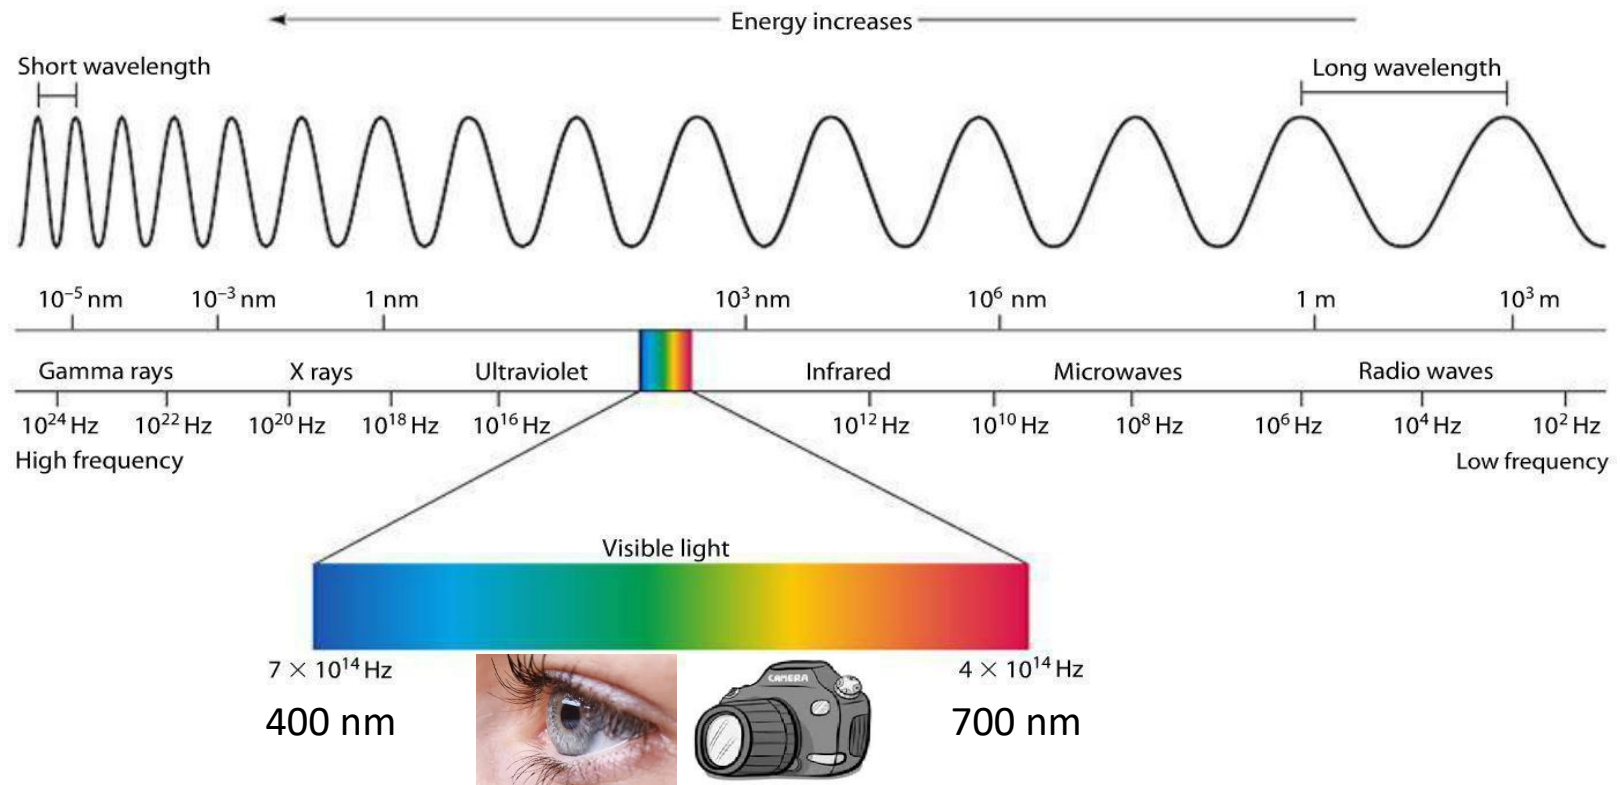 Energy increases
Short wavelength
Long wavelength
10⁻⁵ nm 10⁻³ nm 1 nm 10³ nm 10⁶ nm 1 m 10³ m
Gamma rays X rays Ultraviolet Infrared Microwaves Radio waves
10²⁴ Hz 10²² Hz 10²⁰ Hz 10¹⁸ Hz 10¹⁶ Hz 10¹² Hz 10¹⁰ Hz 10⁸ Hz 10⁶ Hz 10⁴ Hz 10² Hz
High frequency Low frequency
Visible light
7 × 10¹⁴ Hz 4 × 10¹⁴ Hz
CAMERA
400 nm 700 nm